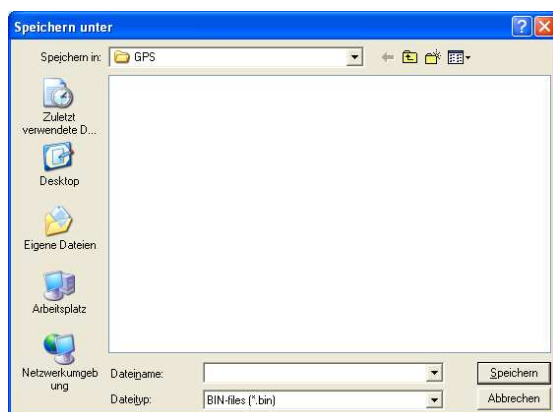 Speichern unter
Speichern in:
GPS
Zuletzt
verwendete D...
Desktop
Eigene Dateien
Arbeitsplatz
Netzwerkumgeb
ung
Dateiname:
Speichern
Dateityp:
BIN-files (*.bin)
Abbrechen